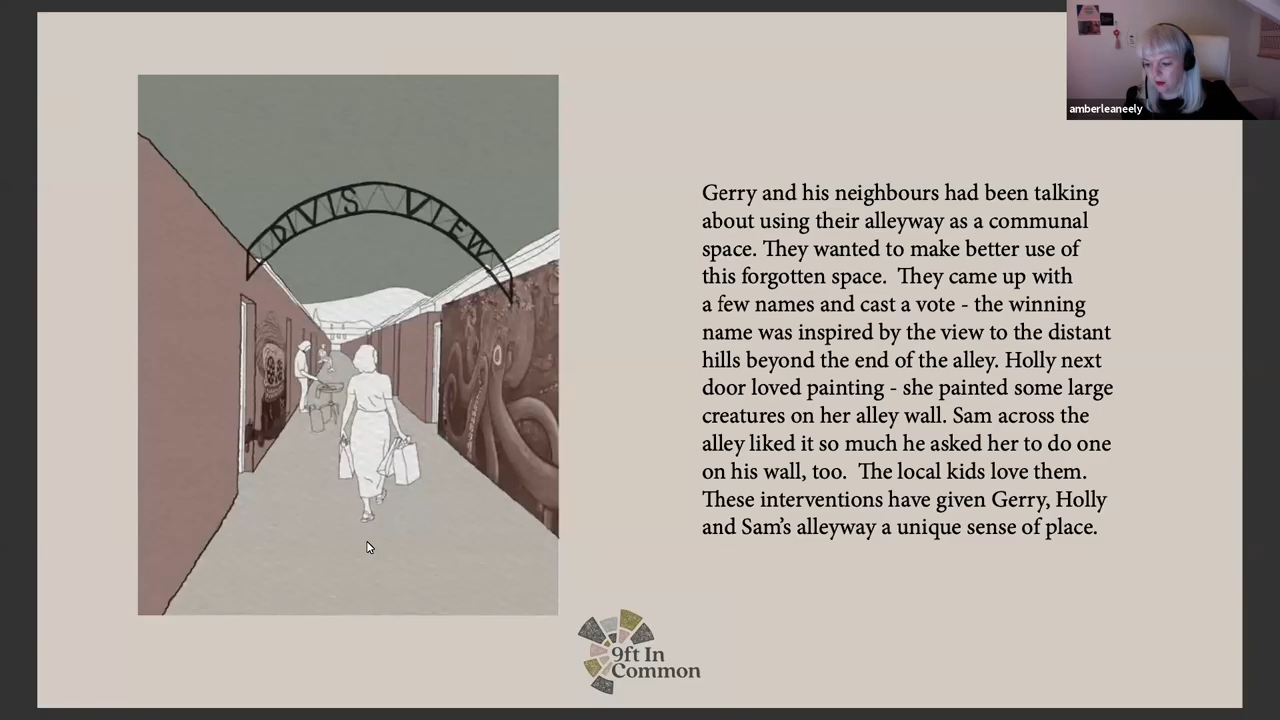 amberleaneely
DIVIS VIEW
Gerry and his neighbours had been talking
about using their alleyway as a communal
space. They wanted to make better use of
this forgotten space.  They came up with
a few names and cast a vote - the winning
name was inspired by the view to the distant
hills beyond the end of the alley. Holly next
door loved painting - she painted some large
creatures on her alley wall. Sam across the
alley liked it so much he asked her to do one
on his wall, too.  The local kids love them.
These interventions have given Gerry, Holly
and Sam's alleyway a unique sense of place.
9ft In
Common